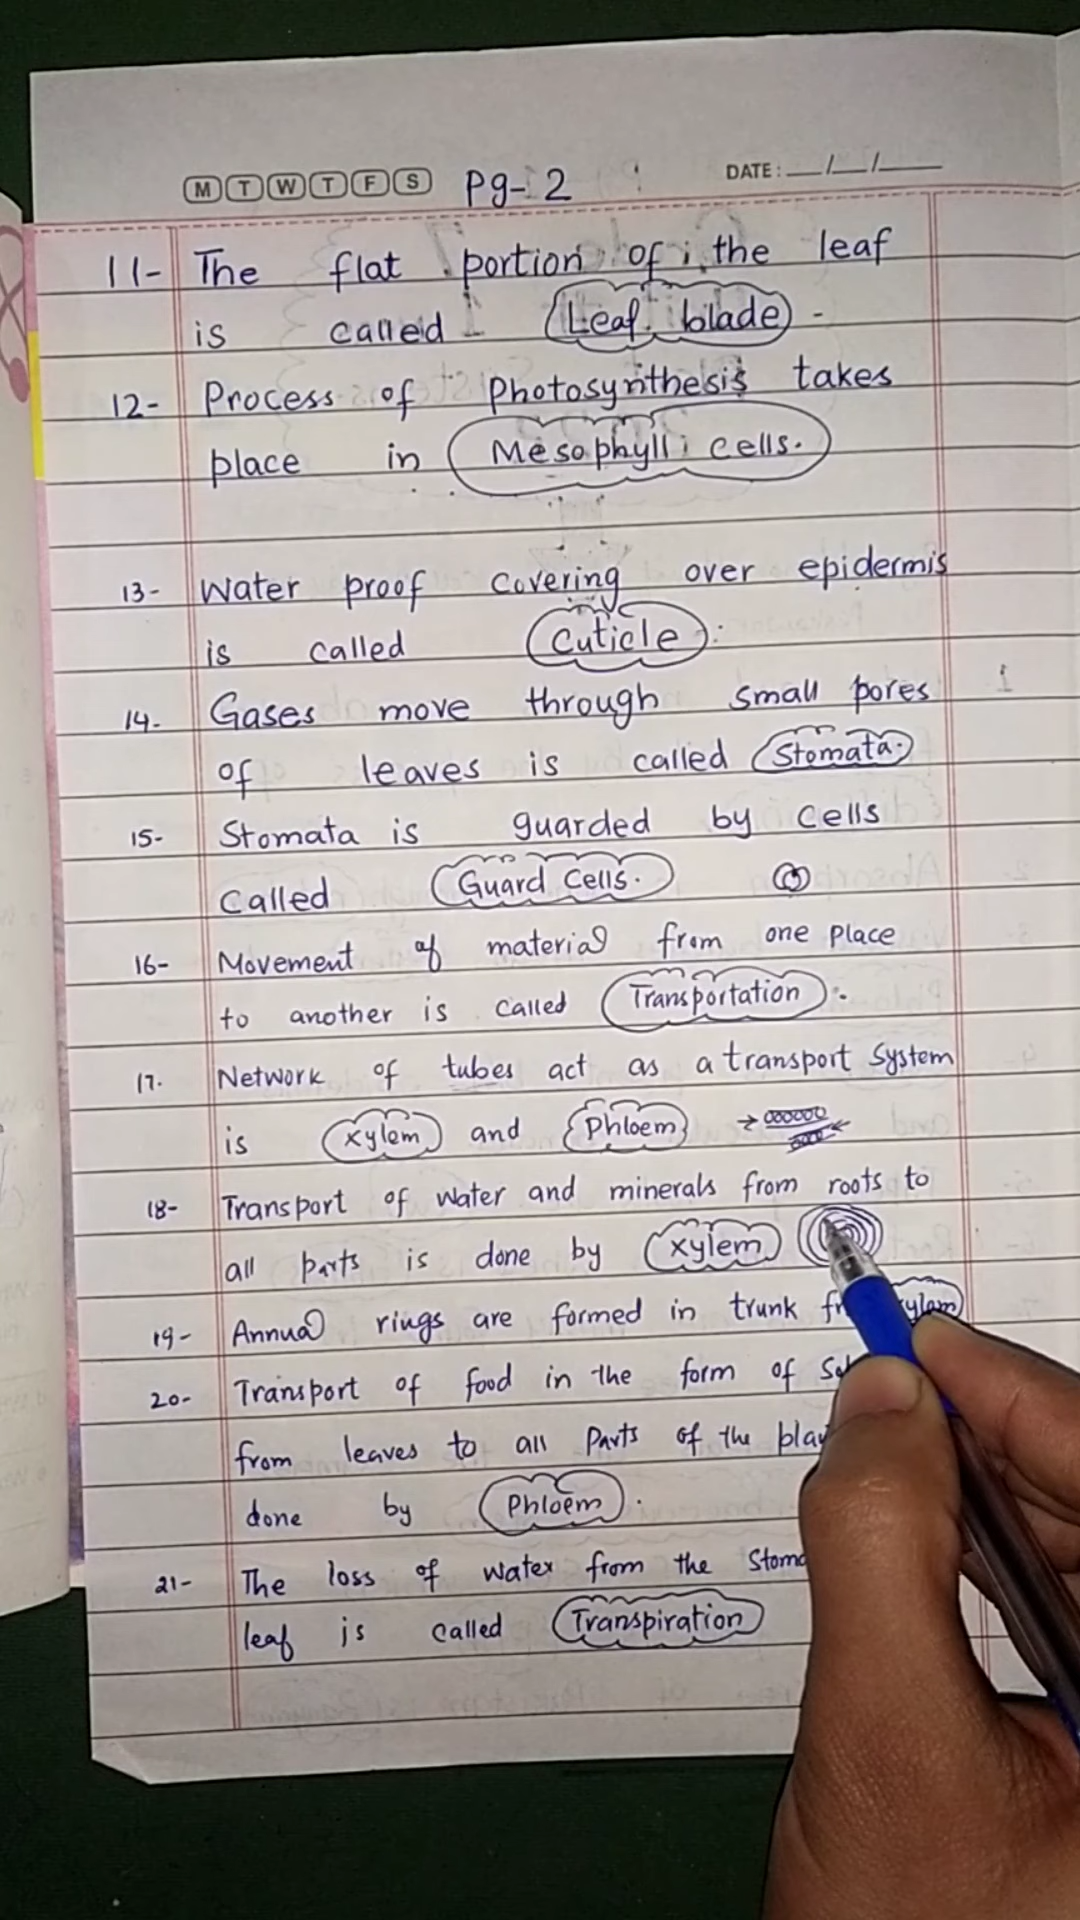 M T W T F S Pg- 2 DATE: __/__/____
11- The flat portion of the leaf
is called Leaf blade -
12- Process of Photosynthesis takes
place in Mesophyll cells.
13- Water proof covering over epidermis
is called Cuticle
14- Gases move through small pores
of leaves is called Stomata.
15- Stomata is guarded by cells
called Guard Cells.
16- Movement of material from one place
to another is called Transportation
17. Network of tubes act as a transport system
is xylem and Phloem
18- Transport of water and minerals from roots to
all parts is done by xylem
19- Annual rings are formed in trunk
20- Transport of food in the form of
from leaves to all parts of the
done by Phloem.
21- The loss of water from the
leaf is called Transpiration